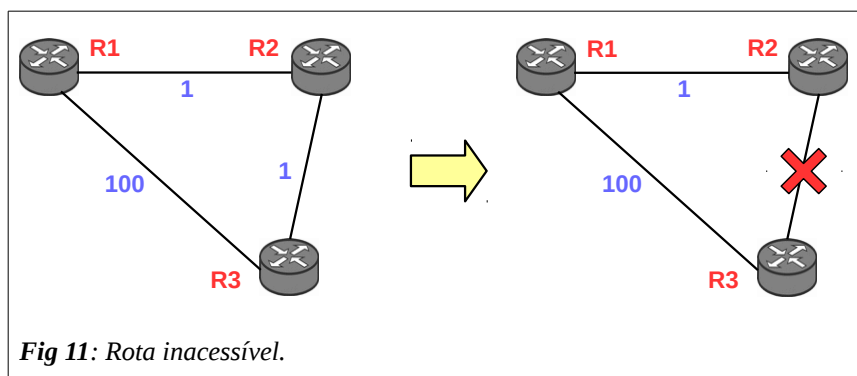 R1 R2 R1 R2
1 1
100 1 100
R3 R3
Fig 11: Rota inacessível.